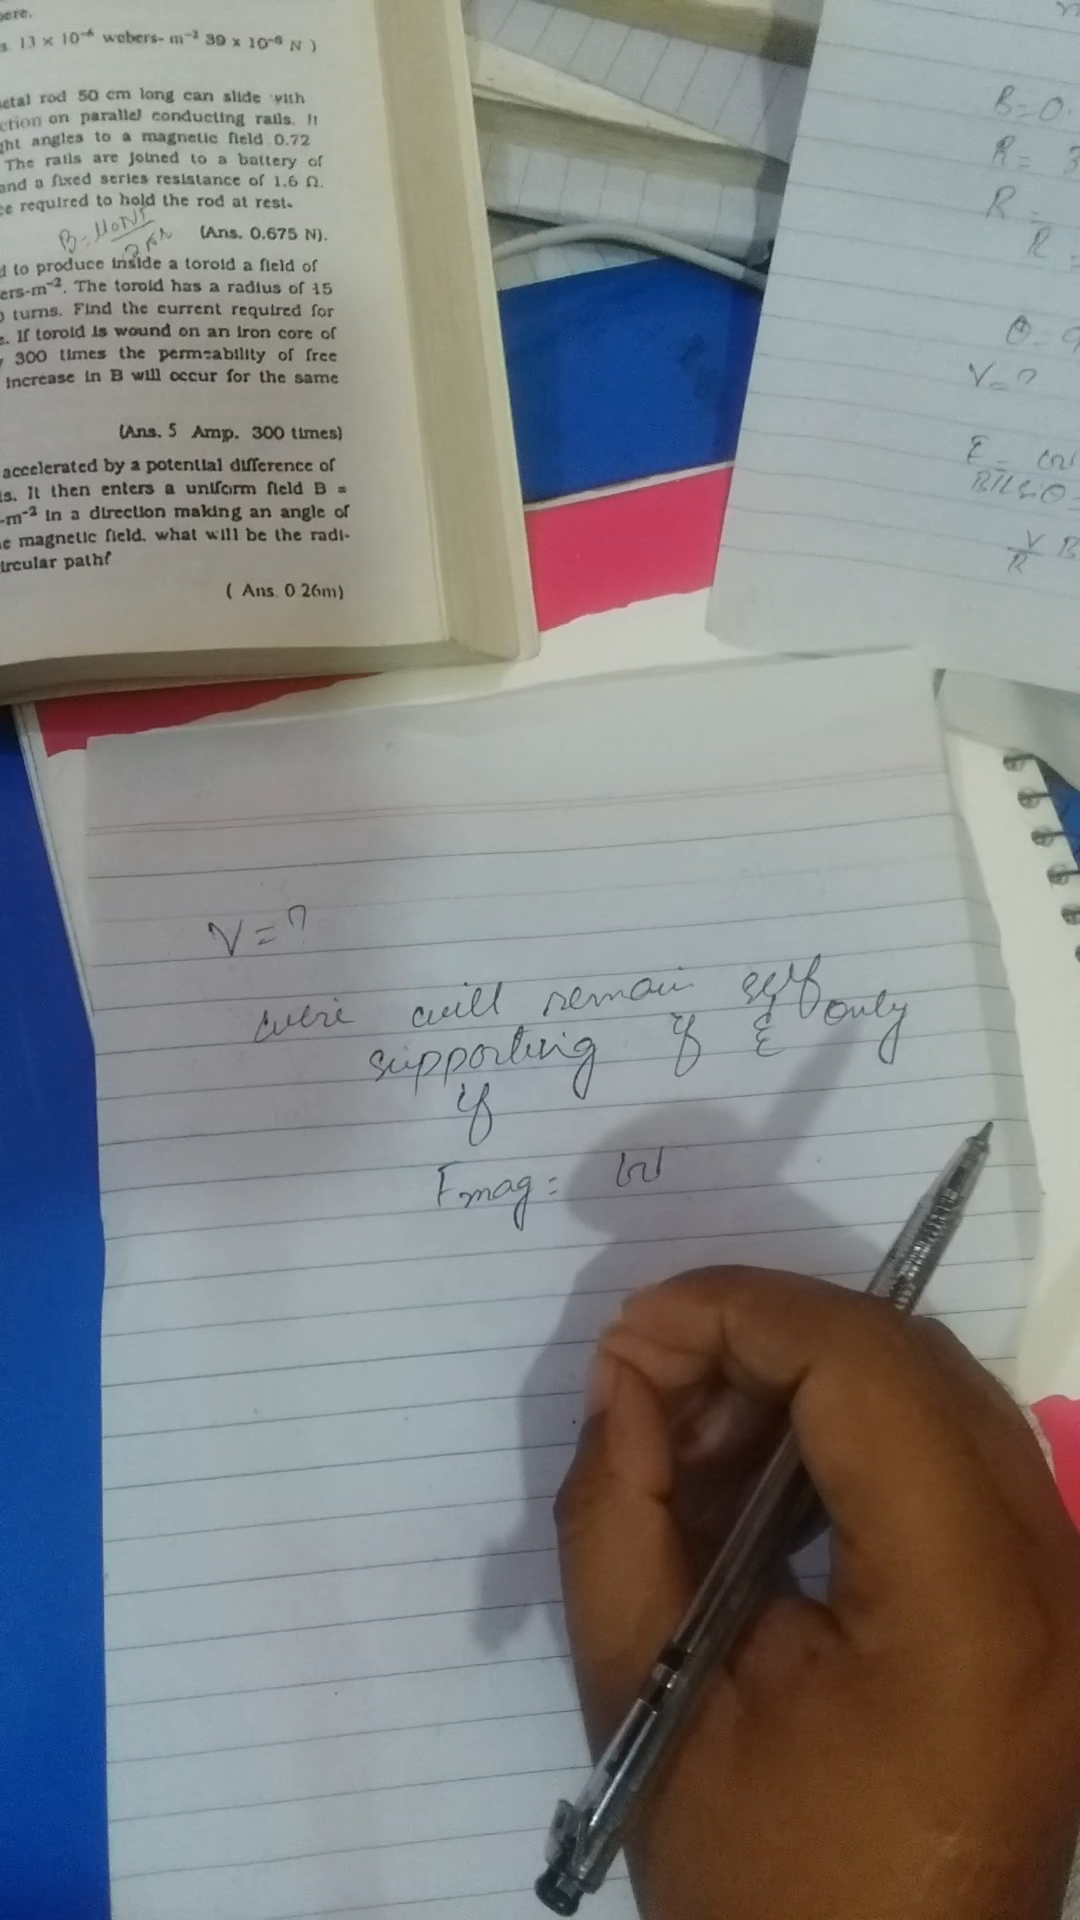 13 × 10⁻⁶ webers- m⁻² 39 x 10⁻⁶ N )
rod 50 cm long can slide with
on parallel conducting rails. It
angles to a magnetic field 0.72
The rails are joined to a battery of
and a fixed series resistance of 1.6 Ω.
required to hold the rod at rest.
(Ans. 0.675 N).
to produce inside a toroid a field of
m⁻². The toroid has a radius of 15
turns. Find the current required for
If toroid is wound on an iron core of
300 times the permeability of free
increase in B will occur for the same
(Ans. 5 Amp. 300 times)
accelerated by a potential difference of
It then enters a uniform field B =
-m⁻² in a direction making an angle of
magnetic field. what will be the radi-
circular path?
( Ans. 0 26m)
B=0.
R= 3
R =
R =
V=?
V=?
wire will remain self
supporting if & only
if
Fmag= W